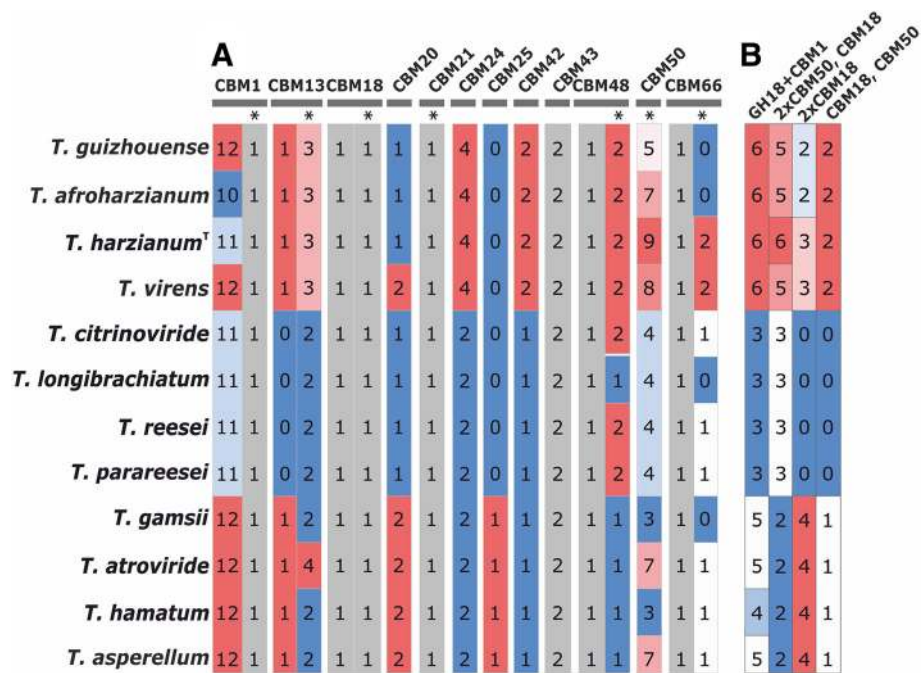 A B
CBM1 CBM13 CBM18 CBM20 CBM21 CBM24 CBM25 CBM42 CBM43 CBM48 CBM50 CBM66 GH18+CBM1 2xCBM50, CBM18 2xCBM18 CBM18, CBM50
* * * * * * *
T. guizhouense 12 1 1 3 1 1 1 1 4 0 2 2 1 2 5 1 0 6 5 2 2
T. afroharzianum 10 1 1 3 1 1 1 1 4 0 2 2 1 2 7 1 0 6 5 2 2
T. harzianumᵀ 11 1 1 3 1 1 1 1 4 0 2 2 1 2 9 1 2 6 6 3 2
T. virens 12 1 1 3 1 1 2 1 4 0 2 2 1 2 8 1 2 6 5 3 2
T. citrinoviride 11 1 0 2 1 1 1 1 2 0 1 2 1 2 4 1 1 3 3 0 0
T. longibrachiatum 11 1 0 2 1 1 1 1 2 0 1 2 1 1 4 1 0 3 3 0 0
T. reesei 11 1 0 2 1 1 1 1 2 0 1 2 1 2 4 1 1 3 3 0 0
T. parareesei 11 1 0 2 1 1 1 1 2 0 1 2 1 2 4 1 1 3 3 0 0
T. gamsii 12 1 1 2 1 1 2 1 2 1 1 2 1 1 3 1 0 5 2 4 1
T. atroviride 12 1 1 4 1 1 2 1 2 1 1 2 1 1 7 1 1 5 2 4 1
T. hamatum 12 1 1 2 1 1 2 1 2 1 1 2 1 1 3 1 1 4 2 4 1
T. asperellum 12 1 1 2 1 1 2 1 2 1 1 2 1 1 7 1 1 5 2 4 1